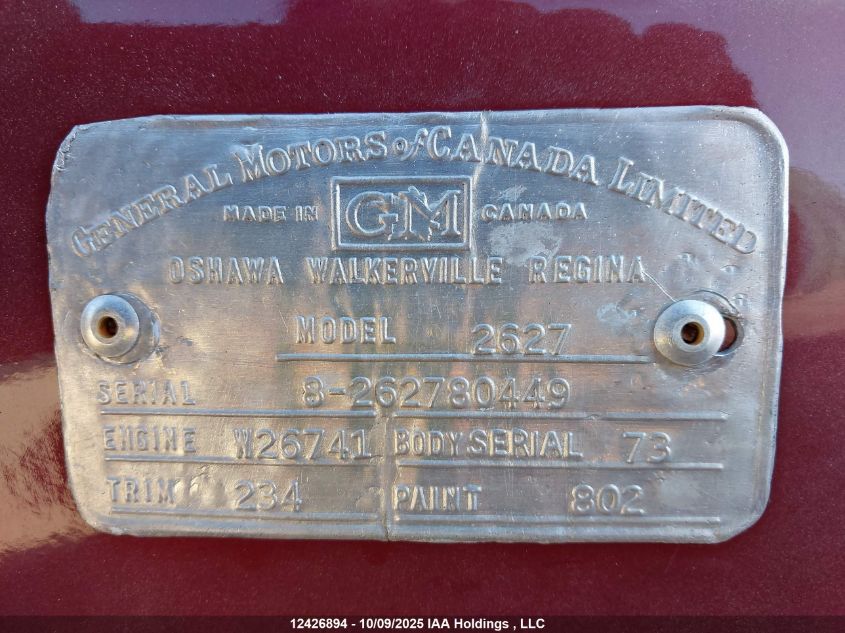 GENERAL MOTORS of CANADA LIMITED
MADE IN GM CANADA
OSHAWA WALKERVILLE REGINA
MODEL 2627
SERIAL 8-262780449
ENGINE W26741 BODY SERIAL 73
TRIM 234 PAINT 802
12426894 - 10/09/2025 IAA Holdings , LLC